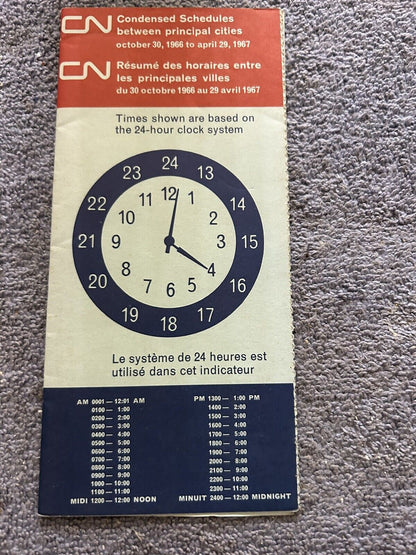 CN Condensed Schedules
between principal cities
october 30, 1966 to april 29, 1967
CN Résumé des horaires entre
les principales villes
du 30 octobre 1966 au 29 avril 1967
Times shown are based on
the 24-hour clock system
24
13
14
15
16
17
18
19
20
21
22
23
12
1
2
3
4
5
6
7
8
9
10
11
Le système de 24 heures est
utilisé dans cet indicateur
AM 0001 — 12:01 AM
0100 — 1:00
0200 — 2:00
0300 — 3:00
0400 — 4:00
0500 — 5:00
0600 — 6:00
0700 — 7:00
0800 — 8:00
0900 — 9:00
1000 — 10:00
1100 — 11:00
MIDI 1200 — 12:00 NOON
PM 1300 — 1:00 PM
1400 — 2:00
1500 — 3:00
1600 — 4:00
1700 — 5:00
1800 — 6:00
1900 — 7:00
2000 — 8:00
2100 — 9:00
2200 — 10:00
2300 — 11:00
MINUIT 2400 — 12:00 MIDNIGHT